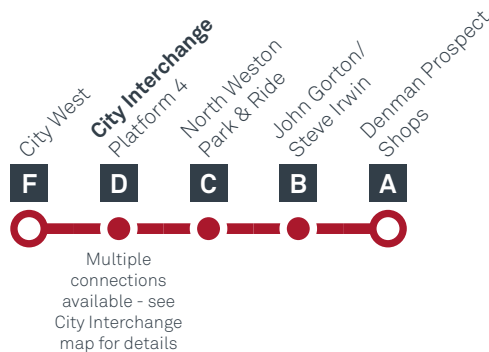 City West
City Interchange
Platform 4
North Weston
Park & Ride
John Gorton/
Steve Irwin
Denman Prospect
Shops
F
D
C
B
A
Multiple
connections
available - see
City Interchange
map for details